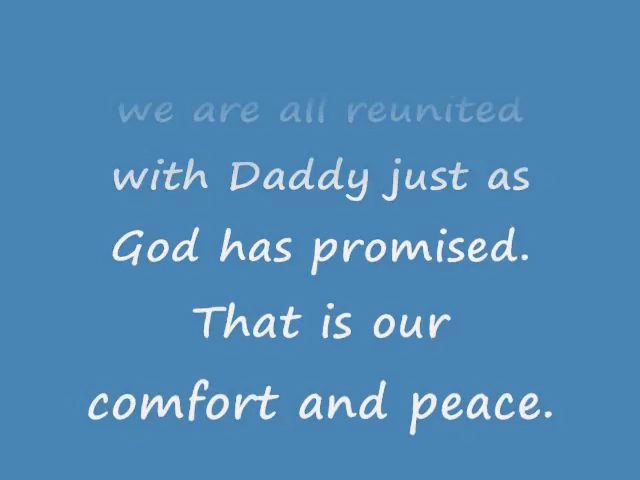 we are all reunited
with Daddy just as
God has promised.
That is our
comfort and peace.